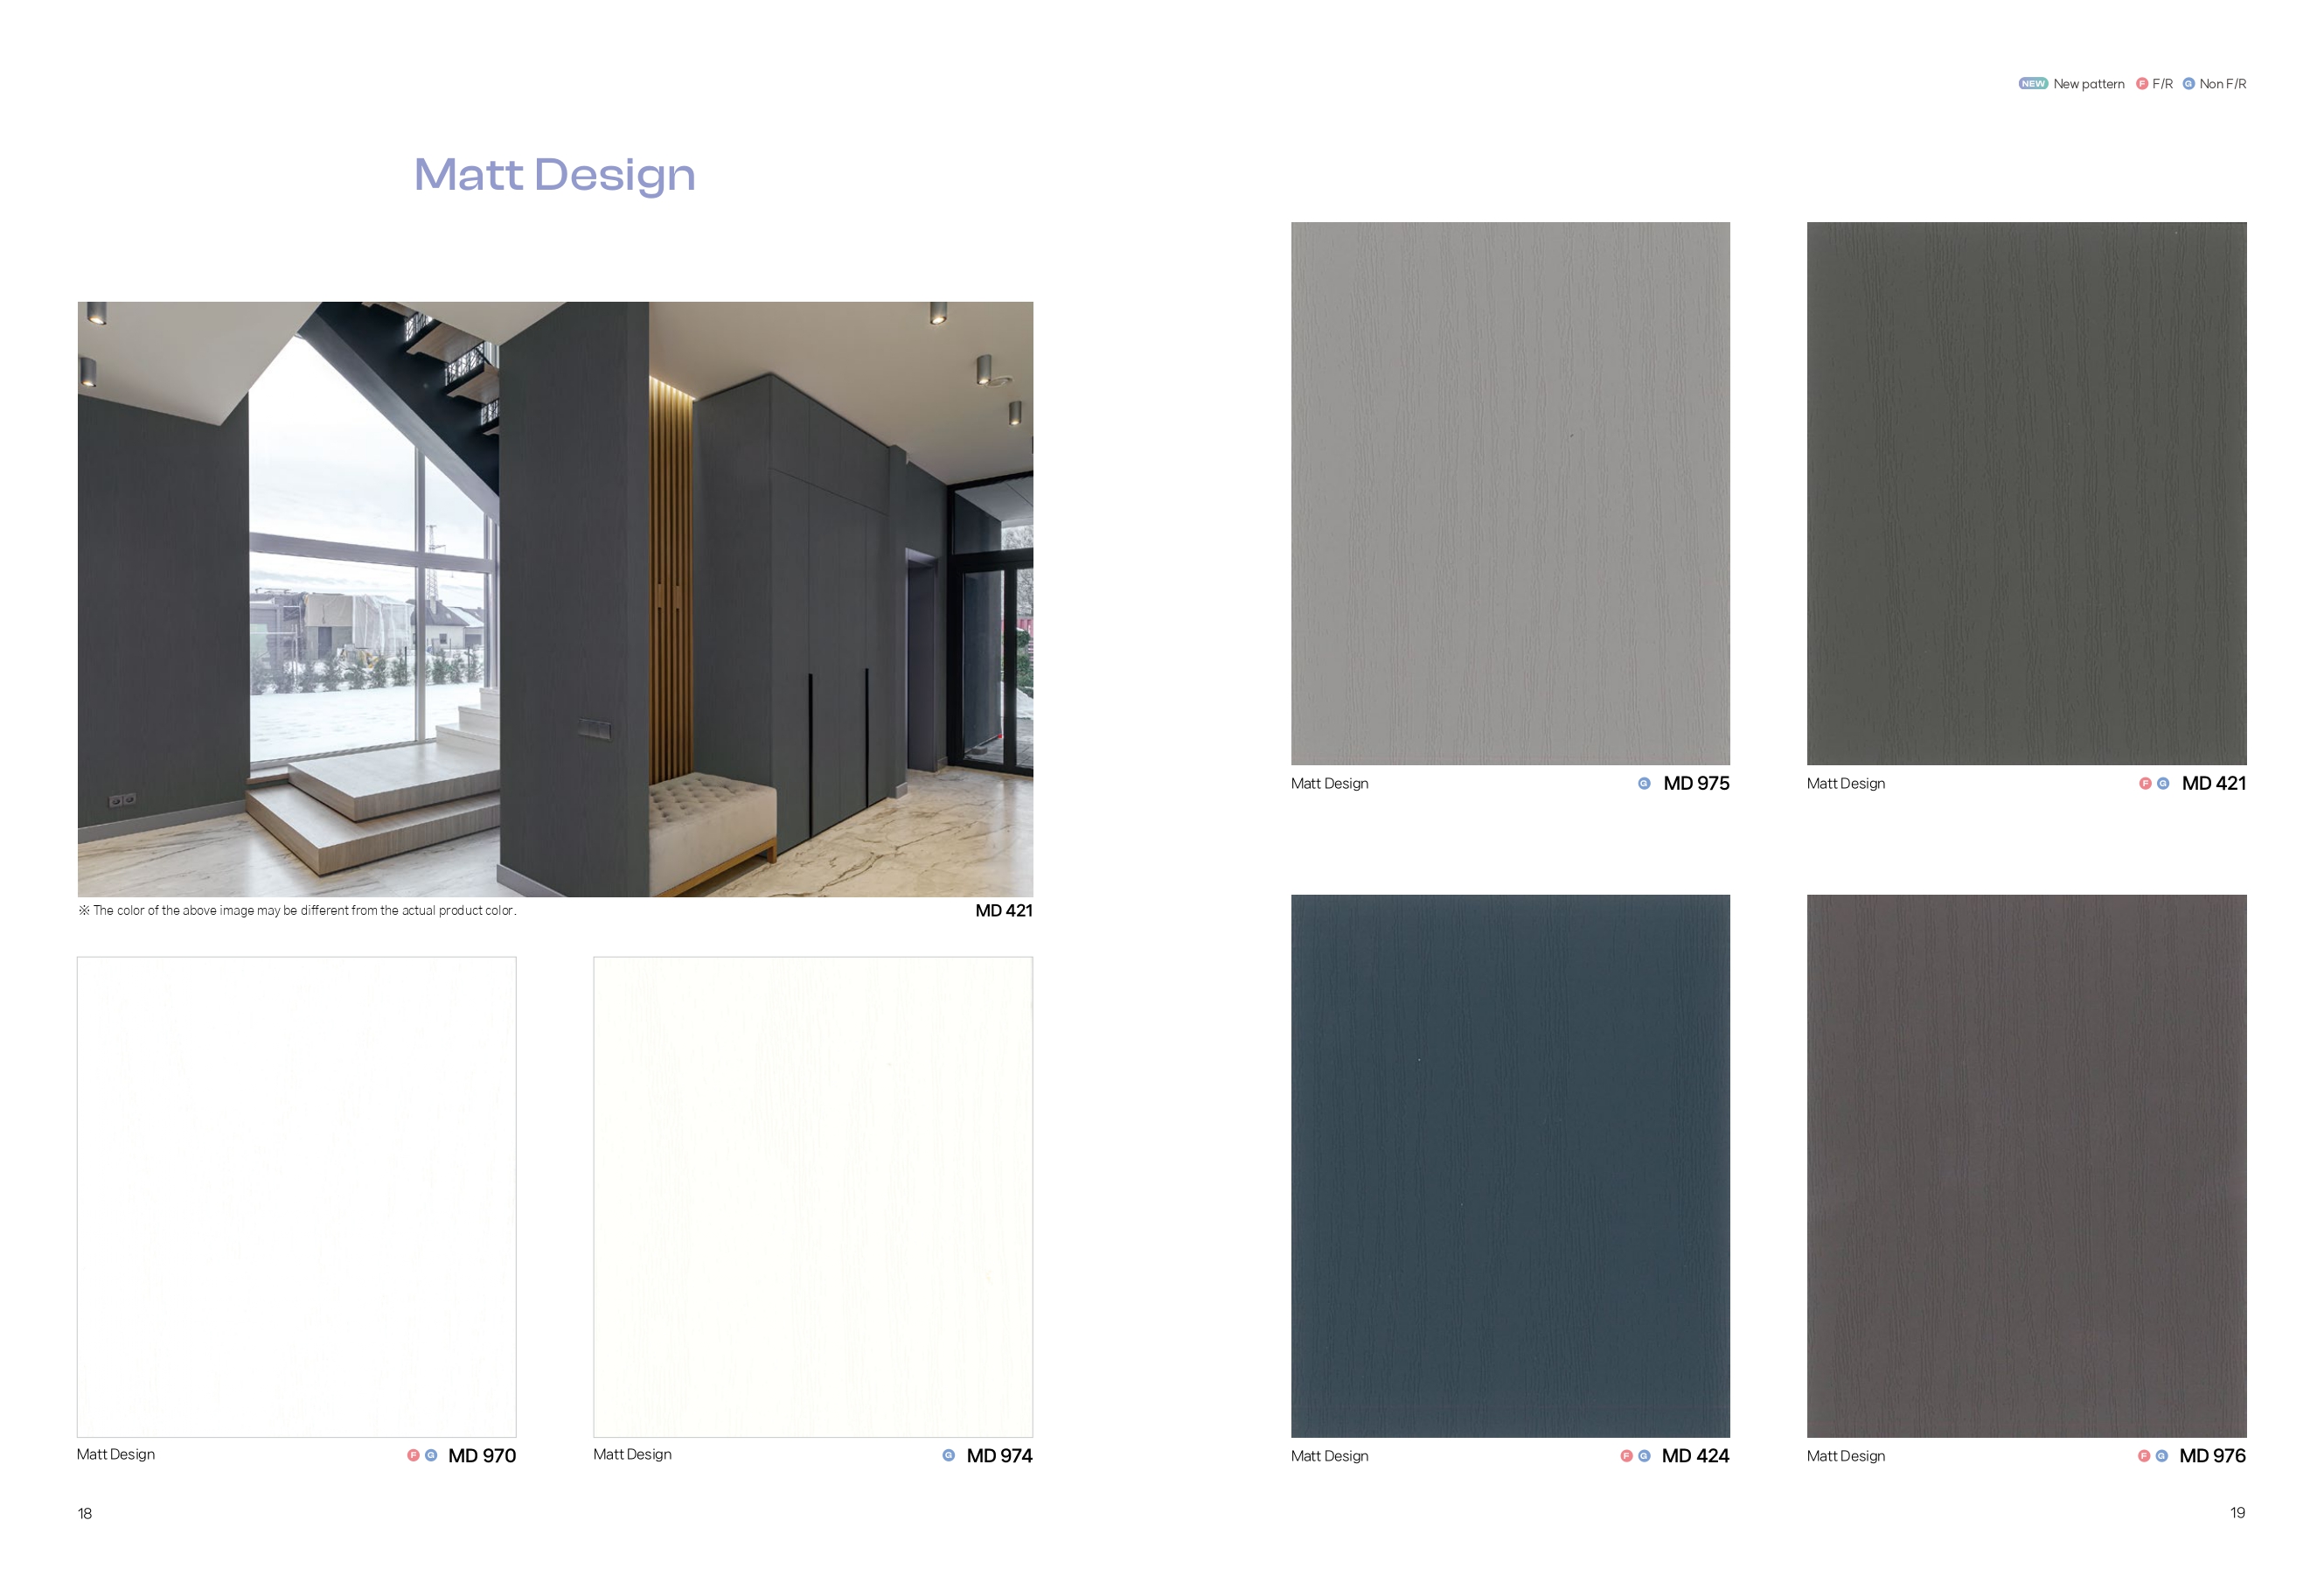 NEW New pattern F F/R G Non F/R
Matt Design
※ The color of the above image may be different from the actual product color.
MD 421
Matt Design F G MD 970
Matt Design G MD 974
Matt Design G MD 975
Matt Design F G MD 421
Matt Design F G MD 424
Matt Design F G MD 976
18
19